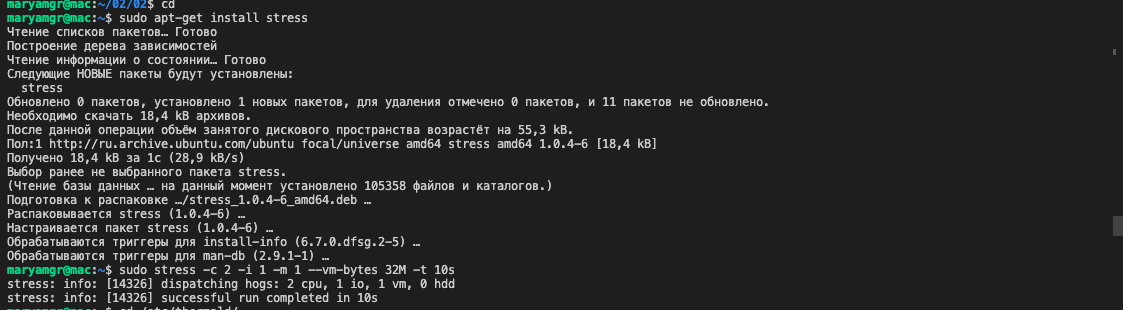 maryamgr@mac:~/02/02$ cd
maryamgr@mac:~$ sudo apt-get install stress
Чтение списков пакетов… Готово
Построение дерева зависимостей
Чтение информации о состоянии… Готово
Следующие НОВЫЕ пакеты будут установлены:
  stress
Обновлено 0 пакетов, установлено 1 новых пакетов, для удаления отмечено 0 пакетов, и 11 пакетов не обновлено.
Необходимо скачать 18,4 kB архивов.
После данной операции объём занятого дискового пространства возрастёт на 55,3 kB.
Пол:1 http://ru.archive.ubuntu.com/ubuntu focal/universe amd64 stress amd64 1.0.4-6 [18,4 kB]
Получено 18,4 kB за 1с (28,9 kB/s)
Выбор ранее не выбранного пакета stress.
(Чтение базы данных … на данный момент установлено 105358 файлов и каталогов.)
Подготовка к распаковке …/stress_1.0.4-6_amd64.deb …
Распаковывается stress (1.0.4-6) …
Настраивается пакет stress (1.0.4-6) …
Обрабатываются триггеры для install-info (6.7.0.dfsg.2-5) …
Обрабатываются триггеры для man-db (2.9.1-1) …
maryamgr@mac:~$ sudo stress -c 2 -i 1 -m 1 --vm-bytes 32M -t 10s
stress: info: [14326] dispatching hogs: 2 cpu, 1 io, 1 vm, 0 hdd
stress: info: [14326] successful run completed in 10s